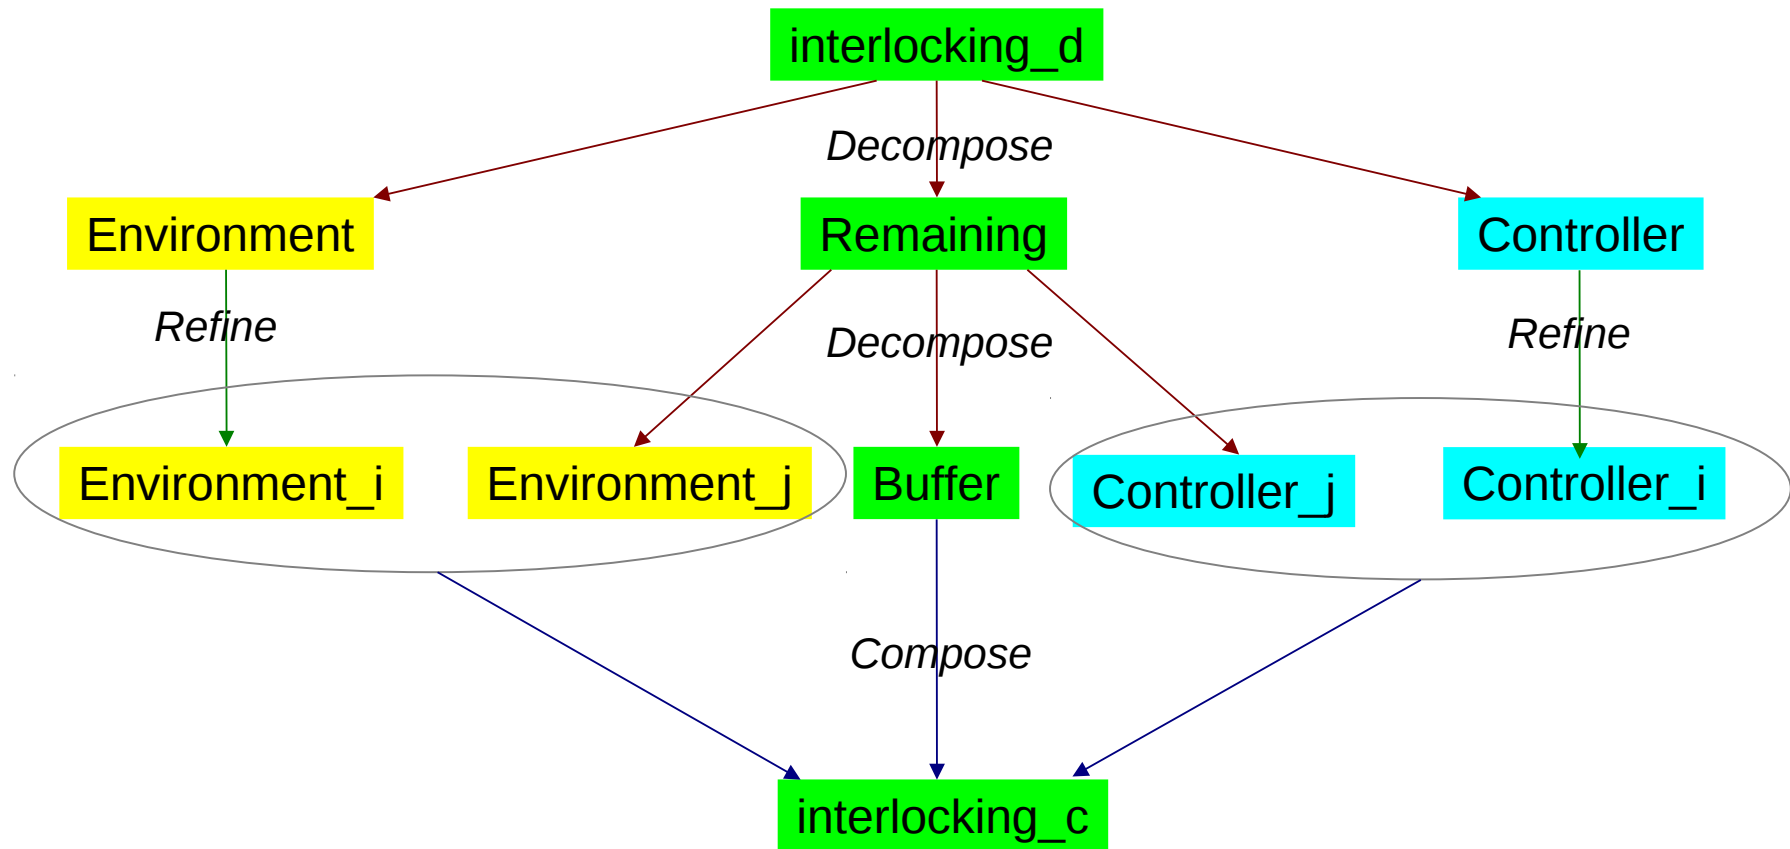 interlocking_d
Decompose
Environment
Remaining
Controller
Refine
Decompose
Refine
Environment_i
Environment_j
Buffer
Controller_j
Controller_i
Compose
interlocking_c